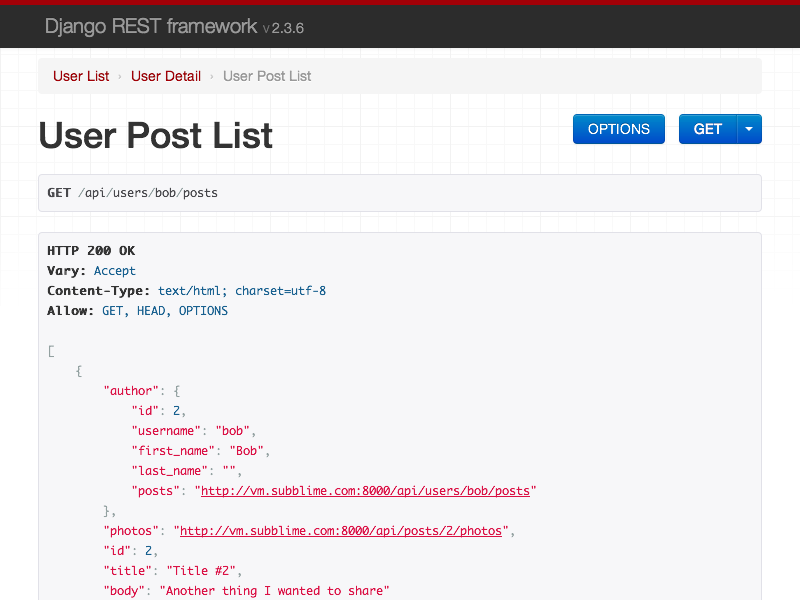 Django REST framework v 2.3.6
User List › User Detail › User Post List
User Post List
OPTIONS GET
GET /api/users/bob/posts
HTTP 200 OK
Vary: Accept
Content-Type: text/html; charset=utf-8
Allow: GET, HEAD, OPTIONS
[
{
"author": {
"id": 2,
"username": "bob",
"first_name": "Bob",
"last_name": "",
"posts": "http://vm.subblime.com:8000/api/users/bob/posts"
},
"photos": "http://vm.subblime.com:8000/api/posts/2/photos",
"id": 2,
"title": "Title #2",
"body": "Another thing I wanted to share"